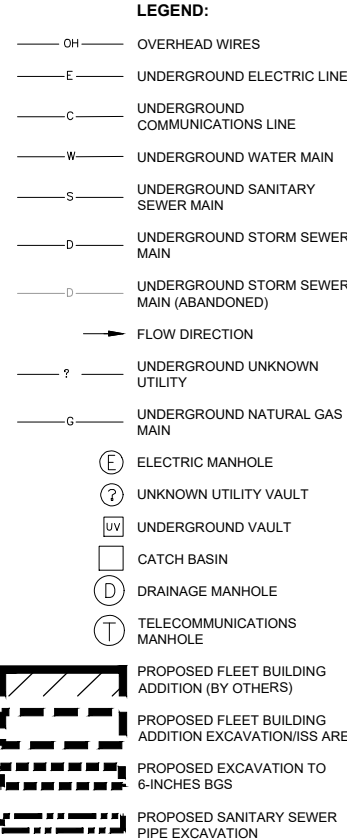 LEGEND:
OH OVERHEAD WIRES
E UNDERGROUND ELECTRIC LINE
C UNDERGROUND
COMMUNICATIONS LINE
W UNDERGROUND WATER MAIN
S UNDERGROUND SANITARY
SEWER MAIN
D UNDERGROUND STORM SEWER
MAIN
D UNDERGROUND STORM SEWER
MAIN (ABANDONED)
FLOW DIRECTION
? UNDERGROUND UNKNOWN
UTILITY
G UNDERGROUND NATURAL GAS
MAIN
E ELECTRIC MANHOLE
? UNKNOWN UTILITY VAULT
UV UNDERGROUND VAULT
CATCH BASIN
D DRAINAGE MANHOLE
T TELECOMMUNICATIONS
MANHOLE
PROPOSED FLEET BUILDING
ADDITION (BY OTHERS)
PROPOSED FLEET BUILDING
ADDITION EXCAVATION/ISS ARE
PROPOSED EXCAVATION TO
6-INCHES BGS
PROPOSED SANITARY SEWER
PIPE EXCAVATION